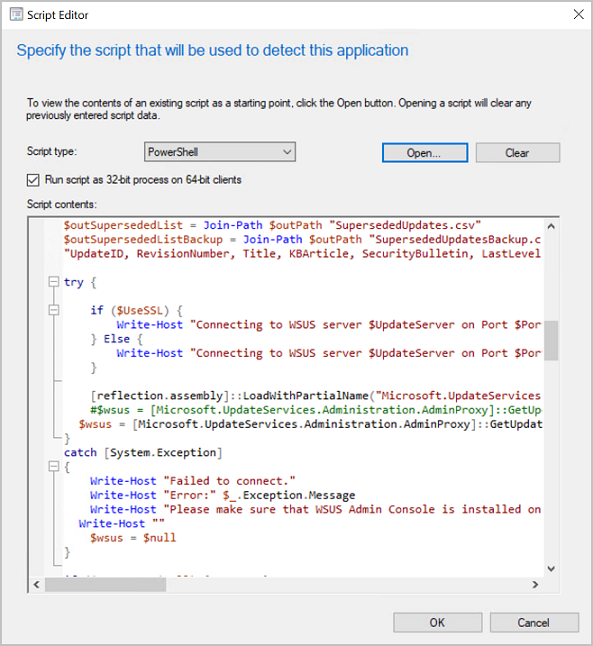 Script Editor
Specify the script that will be used to detect this application
To view the contents of an existing script as a starting point, click the Open button. Opening a script will clear any
previously entered script data.
Script type: PowerShell Open... Clear
Run script as 32-bit process on 64-bit clients
Script contents:
$outSupersededList = Join-Path $outPath "SupersededUpdates.csv"
$outSupersededListBackup = Join-Path $outPath "SupersededUpdatesBackup.c
"UpdateID, RevisionNumber, Title, KBArticle, SecurityBulletin, LastLevel
try {
if ($UseSSL) {
Write-Host "Connecting to WSUS server $UpdateServer on Port $Por
} Else {
Write-Host "Connecting to WSUS server $UpdateServer on Port $Por
}
[reflection.assembly]::LoadWithPartialName("Microsoft.UpdateServices
#$wsus = [Microsoft.UpdateServices.Administration.AdminProxy]::GetUp
$wsus = [Microsoft.UpdateServices.Administration.AdminProxy]::GetUpdat
}
catch [System.Exception]
{
Write-Host "Failed to connect."
Write-Host "Error:" $_.Exception.Message
Write-Host "Please make sure that WSUS Admin Console is installed on
Write-Host ""
$wsus = $null
}
OK Cancel